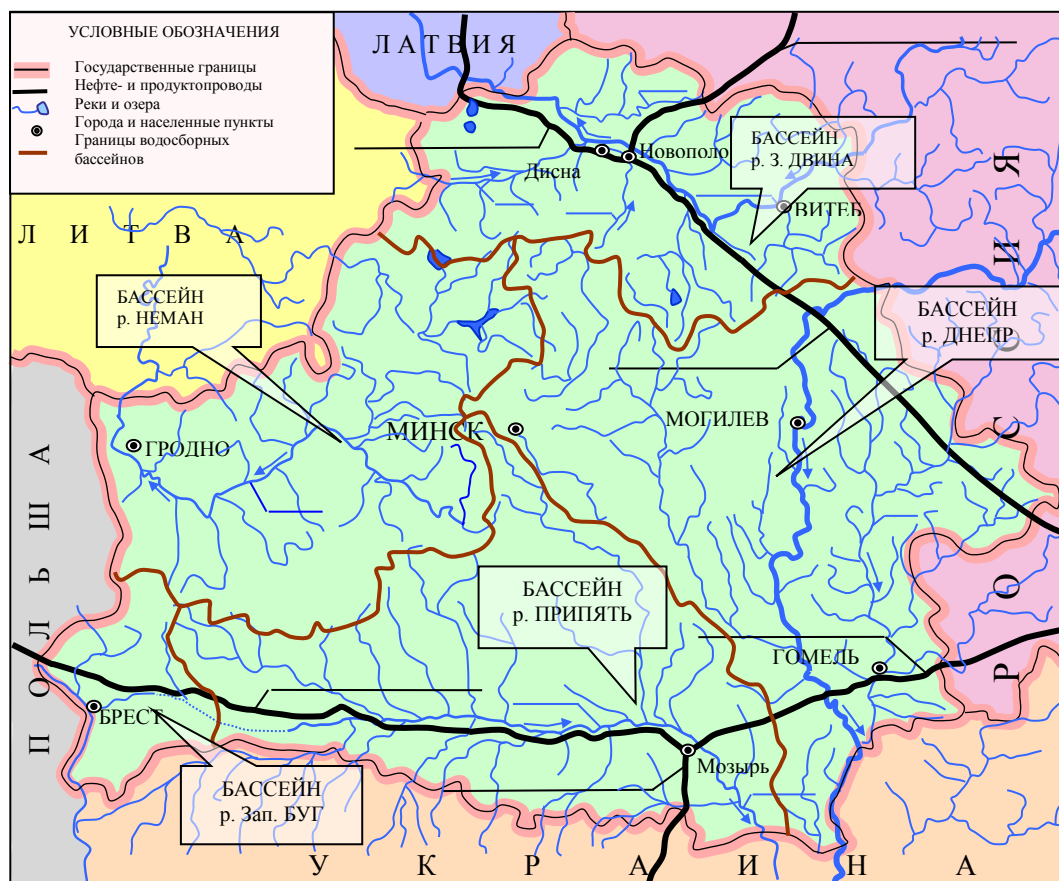 УСЛОВНЫЕ ОБОЗНАЧЕНИЯ
Государственные границы
Нефте- и продуктопроводы
Реки и озера
Города и населенные пункты
Границы водосборных
бассейнов
ЛАТВИЯ
ЛИТВА
РОССИЯ
ПОЛЬША
УКРАИНА
Дисна
Новополо
БАССЕЙН
р. З. ДВИНА
ВИТЕБ
БАССЕЙН
р. НЕМАН
БАССЕЙН
р. ДНЕПР
МИНСК
МОГИЛЕВ
ГРОДНО
БАССЕЙН
р. ПРИПЯТЬ
ГОМЕЛЬ
БРЕСТ
Мозырь
БАССЕЙН
р. Зап. БУГ